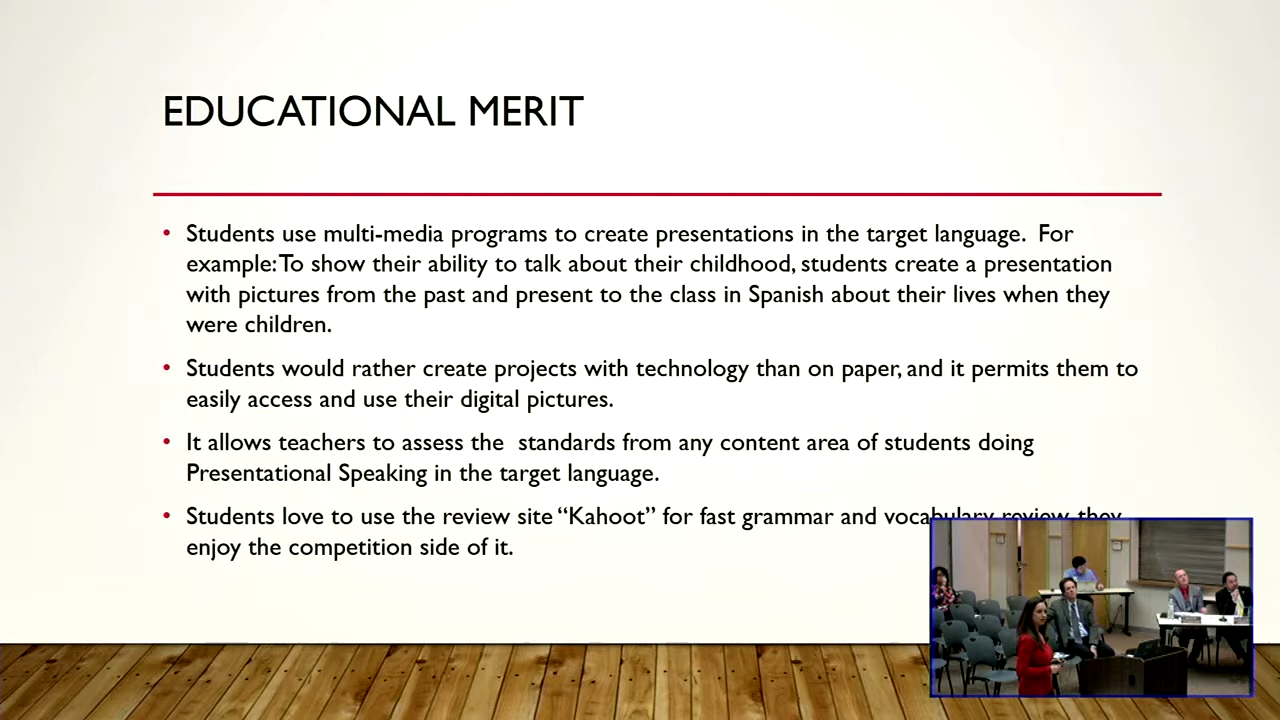 EDUCATIONAL MERIT
• Students use multi-media programs to create presentations in the target language.  For
example: To show their ability to talk about their childhood, students create a presentation
with pictures from the past and present to the class in Spanish about their lives when they
were children.
• Students would rather create projects with technology than on paper, and it permits them to
easily access and use their digital pictures.
• It allows teachers to assess the  standards from any content area of students doing
Presentational Speaking in the target language.
• Students love to use the review site “Kahoot” for fast grammar and vocabulary review, they
enjoy the competition side of it.